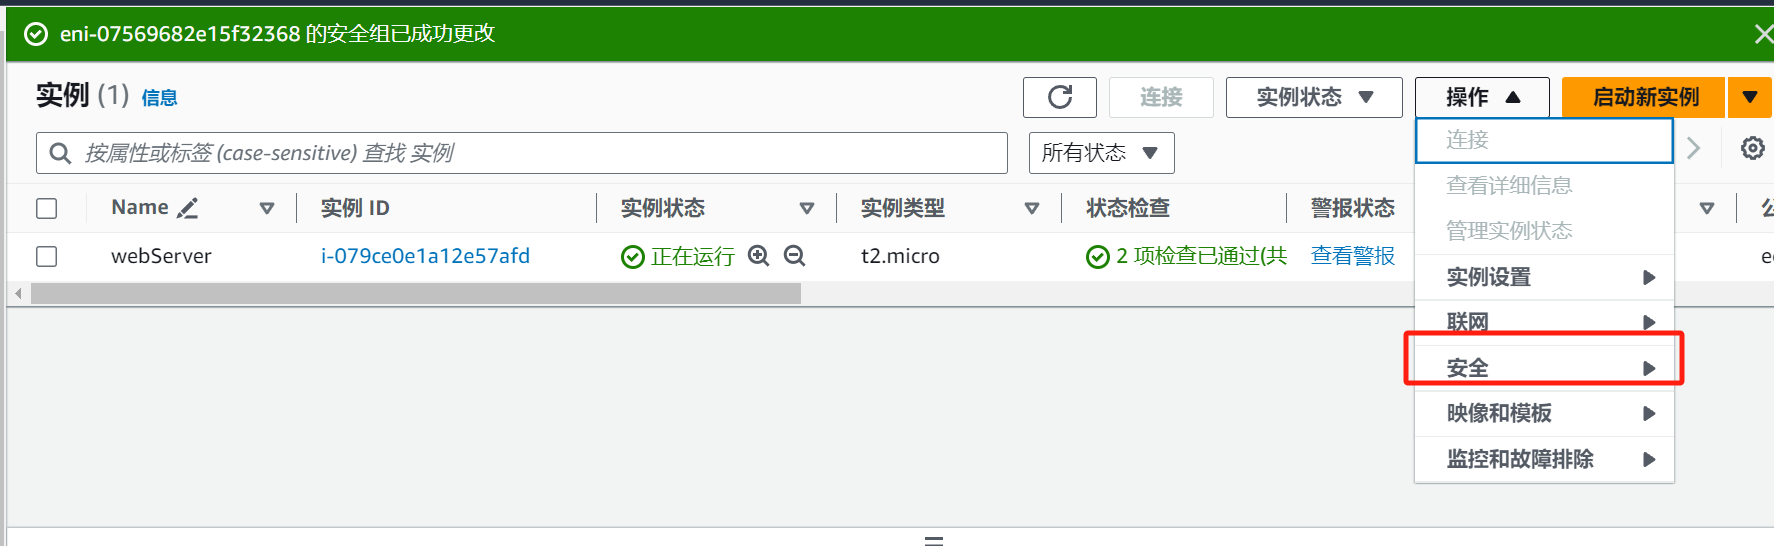 eni-07569682e15f32368 的安全组已成功更改
实例 (1) 信息
连接 实例状态 操作 启动新实例
按属性或标签 (case-sensitive) 查找 实例
所有状态
连接
查看详细信息
管理实例状态
实例设置
联网
安全
映像和模板
监控和故障排除
Name 实例 ID 实例状态 实例类型 状态检查 警报状态
webServer i-079ce0e1a12e57afd 正在运行 t2.micro 2 项检查已通过(共 查看警报